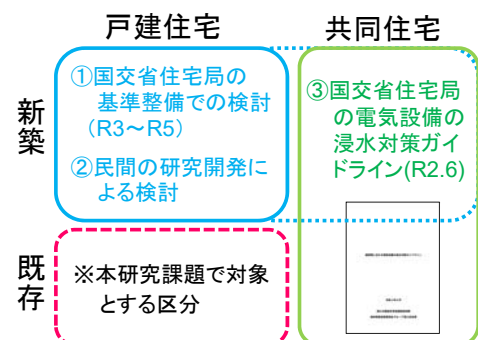 戸建住宅
共同住宅
新築
①国交省住宅局の
基準整備での検討
(R3～R5)
②民間の研究開発に
よる検討
③国交省住宅局
の電気設備の
浸水対策ガイ
ドライン(R2.6)
既存
※本研究課題で対象
とする区分